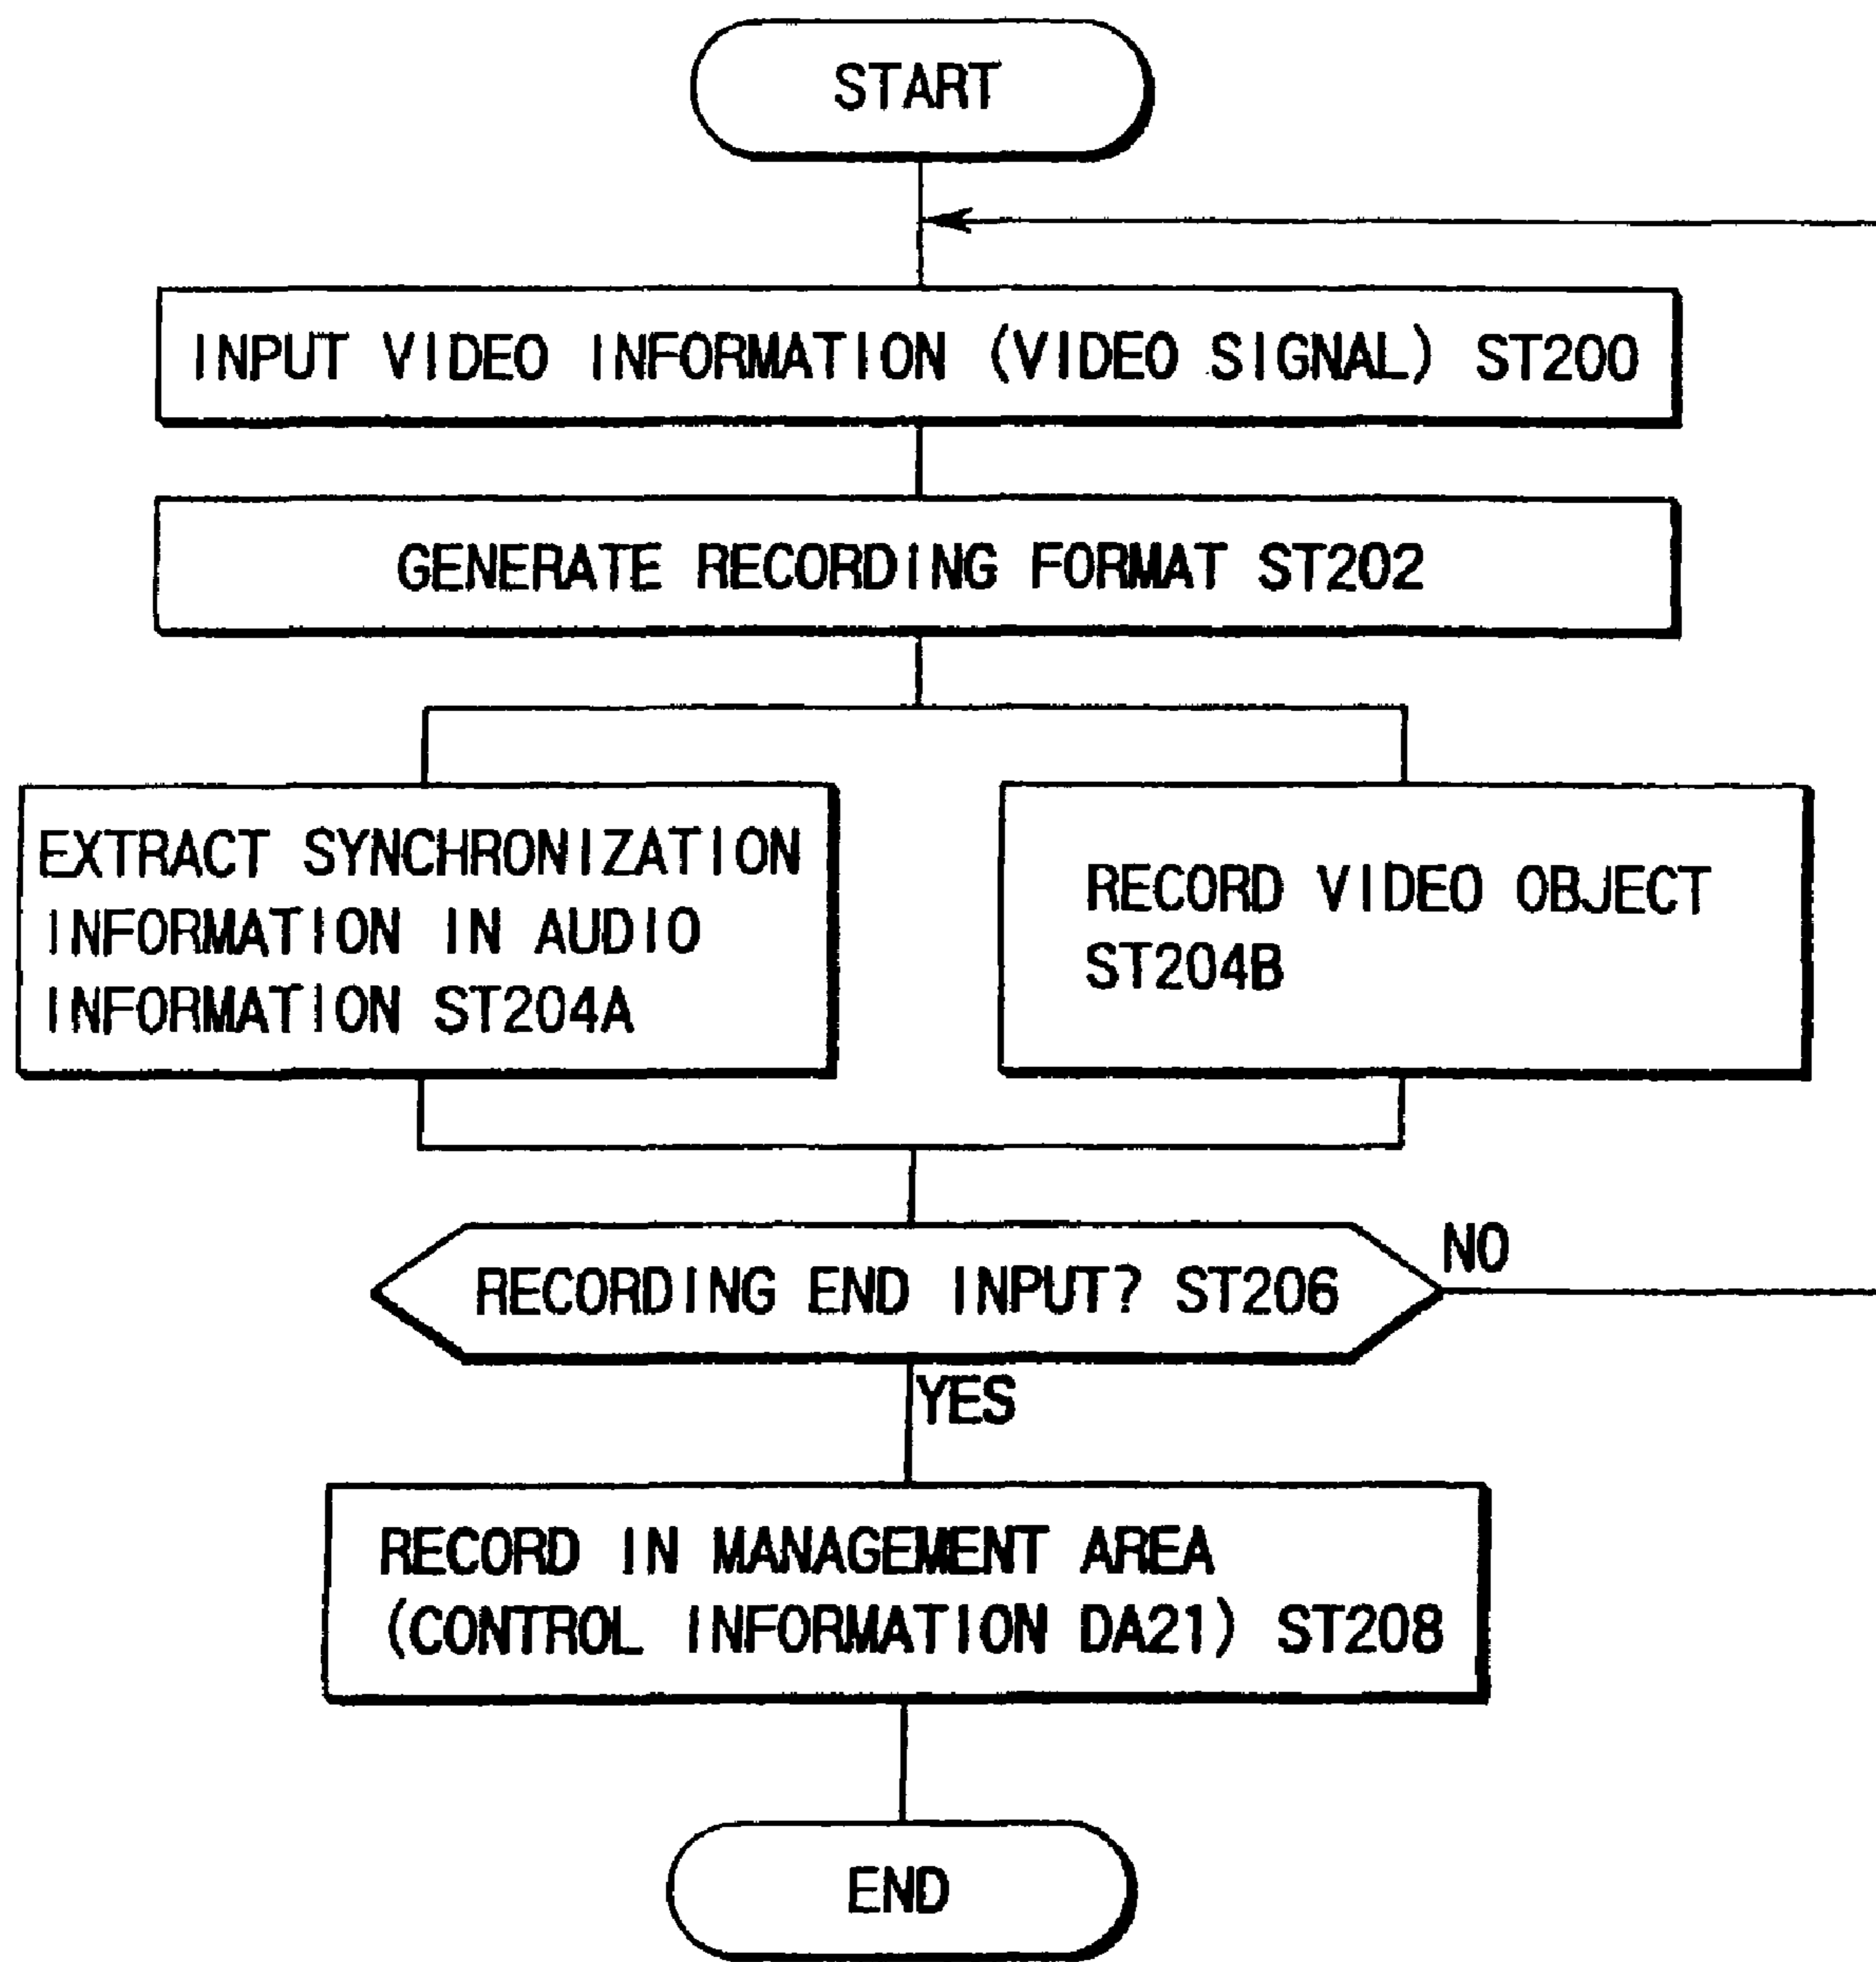 START
INPUT VIDEO INFORMATION (VIDEO SIGNAL) ST200
GENERATE RECORDING FORMAT ST202
EXTRACT SYNCHRONIZATION
INFORMATION IN AUDIO
INFORMATION ST204A
RECORD VIDEO OBJECT
ST204B
RECORDING END INPUT? ST206
NO
YES
RECORD IN MANAGEMENT AREA
(CONTROL INFORMATION DA21) ST208
END